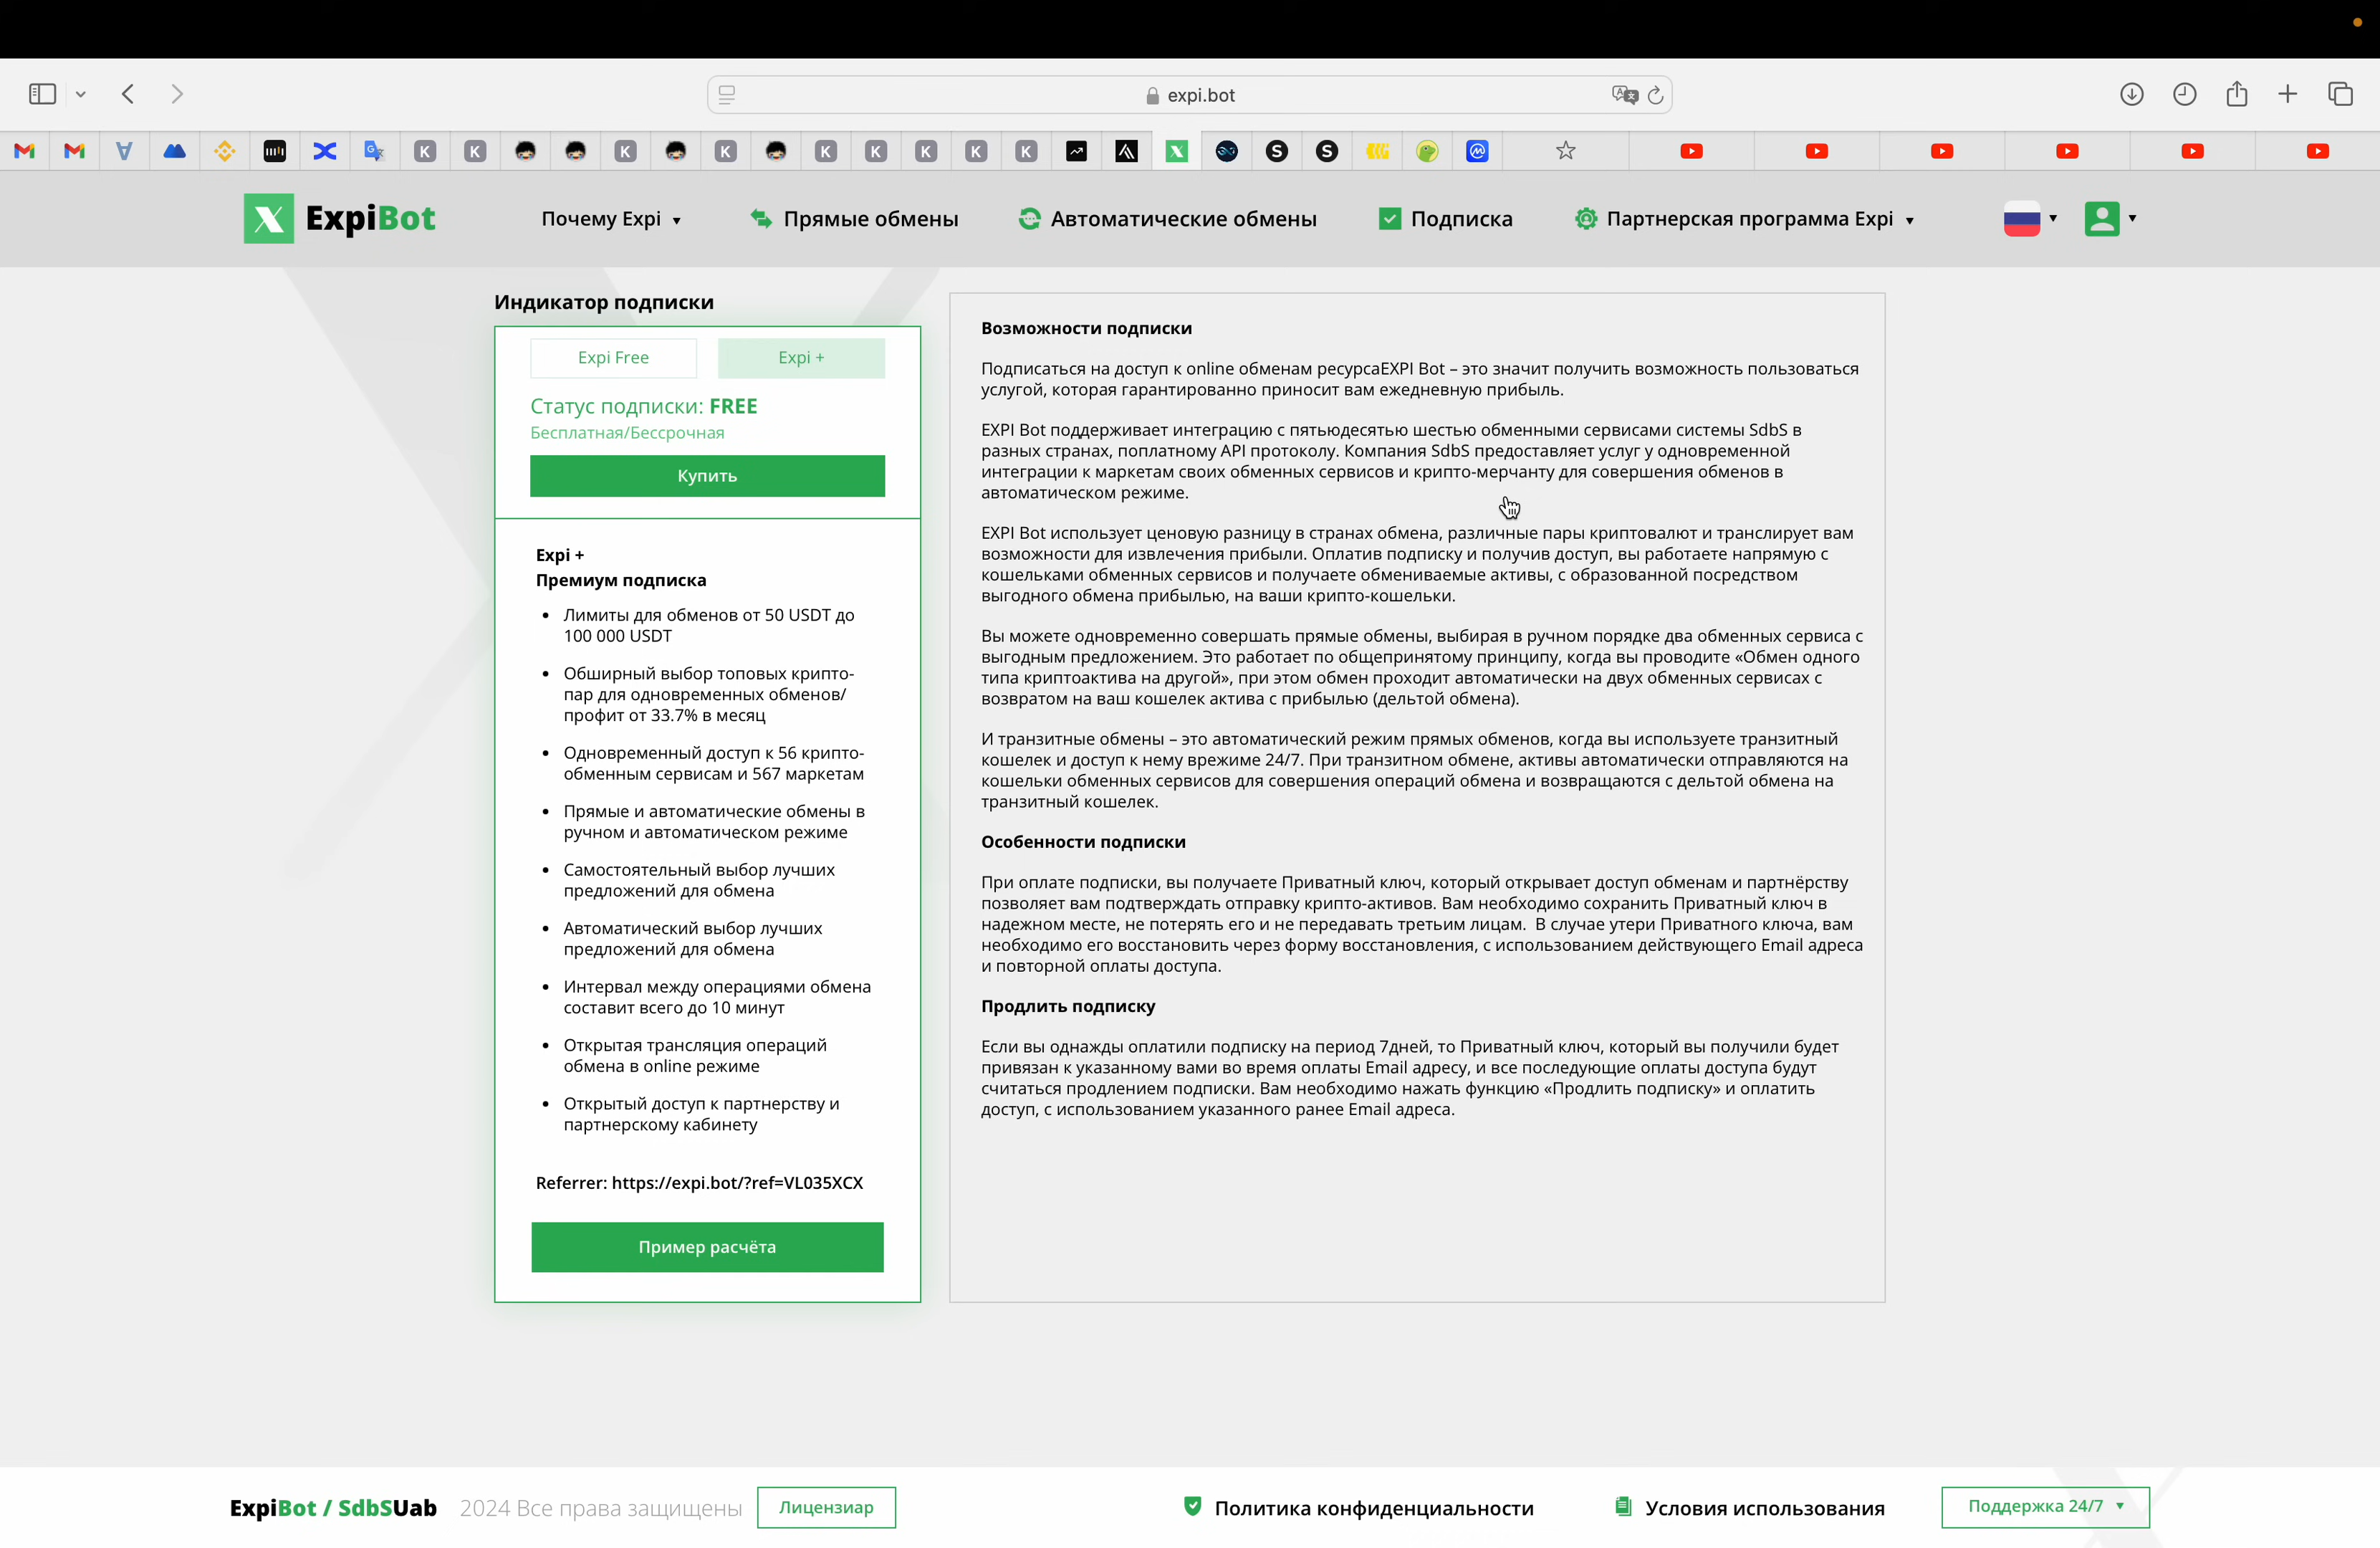 expi.bot
ExpiBot
Почему Expi
Прямые обмены
Автоматические обмены
Подписка
Партнерская программа Expi
Индикатор подписки
Expi Free
Expi +
Статус подписки: FREE
Бесплатная/Бессрочная
Купить
Expi +
Премиум подписка
Лимиты для обменов от 50 USDT до
100 000 USDT
Обширный выбор топовых крипто-
пар для одновременных обменов/
профит от 33.7% в месяц
Одновременный доступ к 56 крипто-
обменным сервисам и 567 маркетам
Прямые и автоматические обмены в
ручном и автоматическом режиме
Самостоятельный выбор лучших
предложений для обмена
Автоматический выбор лучших
предложений для обмена
Интервал между операциями обмена
составит всего до 10 минут
Открытая трансляция операций
обмена в online режиме
Открытый доступ к партнерству и
партнерскому кабинету
Referrer: https://expi.bot/?ref=VL035XCX
Пример расчёта
Возможности подписки
Подписаться на доступ к online обменам ресурсаEXPI Bot – это значит получить возможность пользоваться
услугой, которая гарантированно приносит вам ежедневную прибыль.
EXPI Bot поддерживает интеграцию с пятьюдесятью шестью обменными сервисами системы SdbS в
разных странах, поплатному API протоколу. Компания SdbS предоставляет услуг у одновременной
интеграции к маркетам своих обменных сервисов и крипто-мерчанту для совершения обменов в
автоматическом режиме.
EXPI Bot использует ценовую разницу в странах обмена, различные пары криптовалют и транслирует вам
возможности для извлечения прибыли. Оплатив подписку и получив доступ, вы работаете напрямую с
кошельками обменных сервисов и получаете обмениваемые активы, с образованной посредством
выгодного обмена прибылью, на ваши крипто-кошельки.
Вы можете одновременно совершать прямые обмены, выбирая в ручном порядке два обменных сервиса с
выгодным предложением. Это работает по общепринятому принципу, когда вы проводите «Обмен одного
типа криптоактива на другой», при этом обмен проходит автоматически на двух обменных сервисах с
возвратом на ваш кошелек актива с прибылью (дельтой обмена).
И транзитные обмены – это автоматический режим прямых обменов, когда вы используете транзитный
кошелек и доступ к нему врежиме 24/7. При транзитном обмене, активы автоматически отправляются на
кошельки обменных сервисов для совершения операций обмена и возвращаются с дельтой обмена на
транзитный кошелек.
Особенности подписки
При оплате подписки, вы получаете Приватный ключ, который открывает доступ обменам и партнёрству
позволяет вам подтверждать отправку крипто-активов. Вам необходимо сохранить Приватный ключ в
надежном месте, не потерять его и не передавать третьим лицам. В случае утери Приватного ключа, вам
необходимо его восстановить через форму восстановления, с использованием действующего Email адреса
и повторной оплаты доступа.
Продлить подписку
Если вы однажды оплатили подписку на период 7дней, то Приватный ключ, который вы получили будет
привязан к указанному вами во время оплаты Email адресу, и все последующие оплаты доступа будут
считаться продлением подписки. Вам необходимо нажать функцию «Продлить подписку» и оплатить
доступ, с использованием указанного ранее Email адреса.
ExpiBot / SdbSUab
2024 Все права защищены
Лицензиар
Политика конфиденциальности
Условия использования
Поддержка 24/7